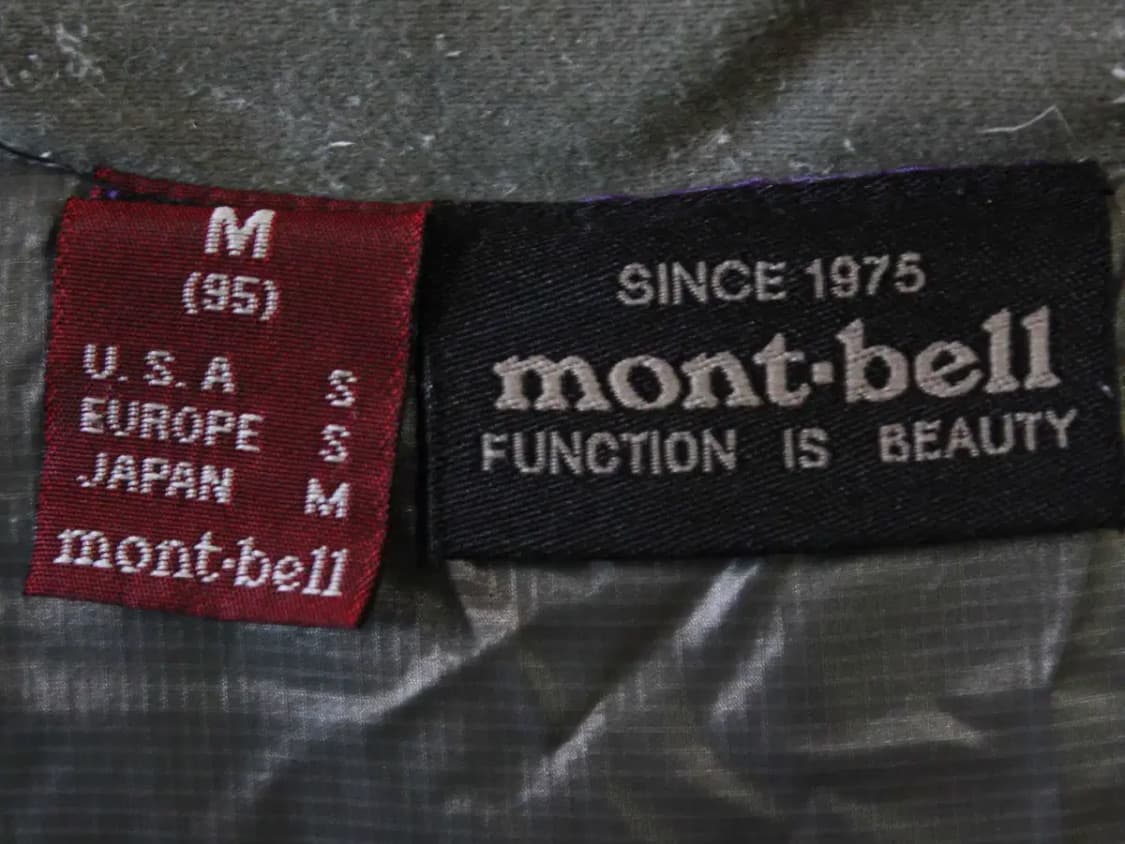 M
(95)
U.S.A S
EUROPE S
JAPAN M
mont·bell
SINCE 1975
mont·bell
FUNCTION IS BEAUTY